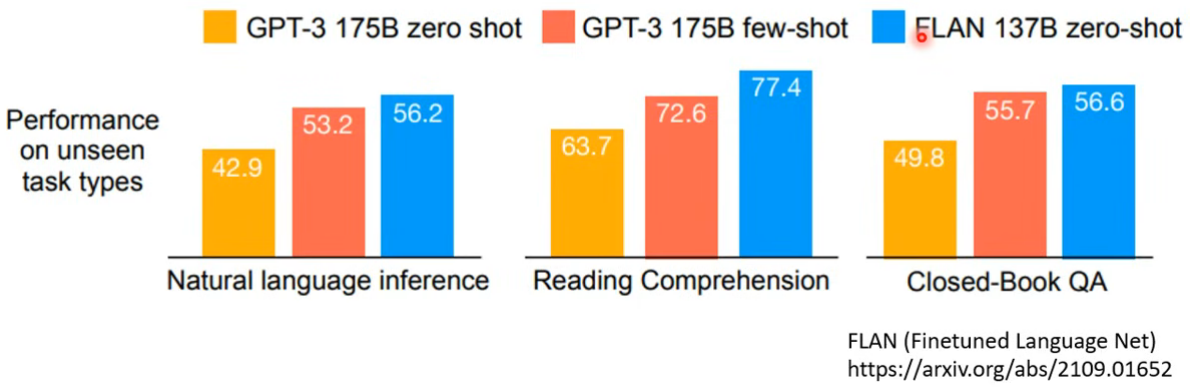 GPT-3 175B zero shot GPT-3 175B few-shot FLAN 137B zero-shot
Performance
on unseen
task types
42.9 53.2 56.2
63.7 72.6 77.4
49.8 55.7 56.6
Natural language inference Reading Comprehension Closed-Book QA
FLAN (Finetuned Language Net)
https://arxiv.org/abs/2109.01652